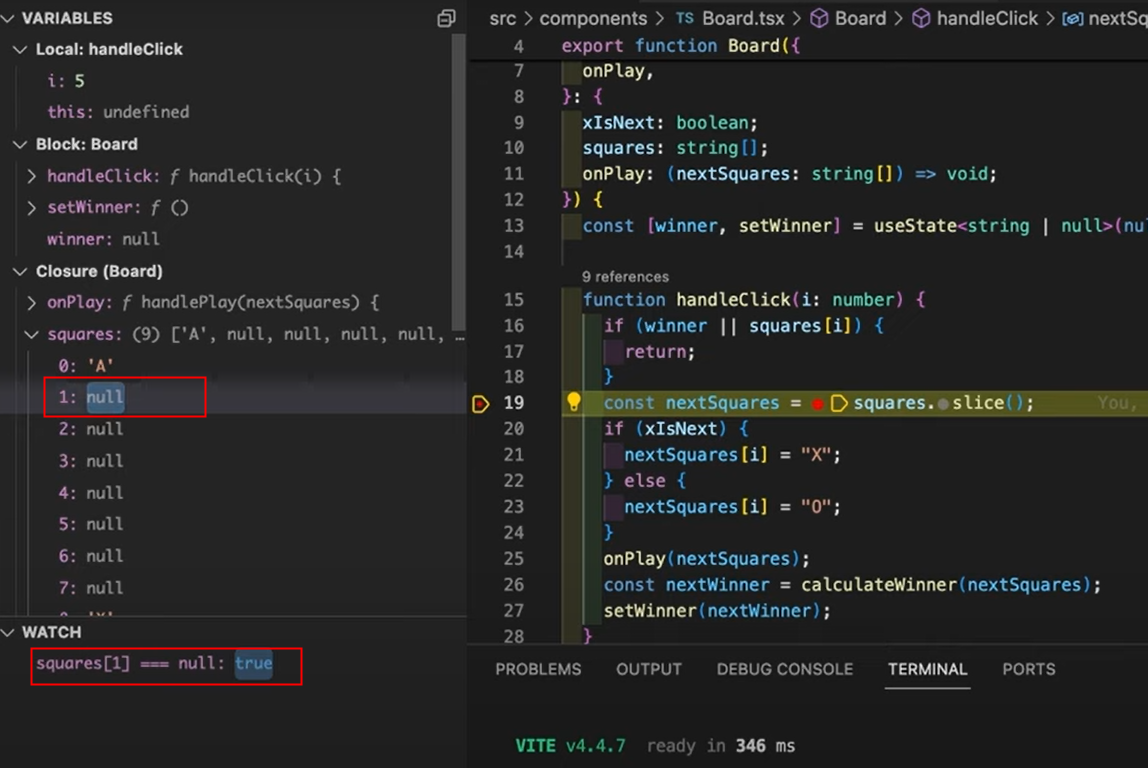 VARIABLES
Local: handleClick
i: 5
this: undefined
Block: Board
handleClick: ƒ handleClick(i) {
setWinner: ƒ ()
winner: null
Closure (Board)
onPlay: ƒ handlePlay(nextSquares) {
squares: (9) ['A', null, null, null, null, …
0: 'A'
1: null
2: null
3: null
4: null
5: null
6: null
7: null
WATCH
squares[1] === null: true
src > components > TS Board.tsx > Board > handleClick > nextSq
4 export function Board({
7 onPlay,
8 }: {
9 xIsNext: boolean;
10 squares: string[];
11 onPlay: (nextSquares: string[]) => void;
12 }) {
13 const [winner, setWinner] = useState<string | null>(nu
14
9 references
15 function handleClick(i: number) {
16 if (winner || squares[i]) {
17 return;
18 }
19 const nextSquares = squares.slice(); You,
20 if (xIsNext) {
21 nextSquares[i] = "X";
22 } else {
23 nextSquares[i] = "O";
24 }
25 onPlay(nextSquares);
26 const nextWinner = calculateWinner(nextSquares);
27 setWinner(nextWinner);
28 }
PROBLEMS OUTPUT DEBUG CONSOLE TERMINAL PORTS
VITE v4.4.7 ready in 346 ms